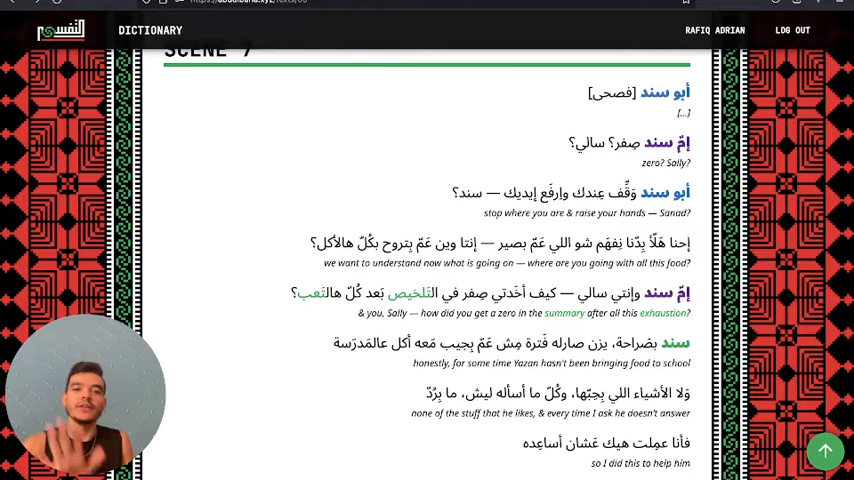 DICTIONARY
RAFIQ ADRIAN
LOG OUT
SCENE 7
أبو سند [فصحى]
[...]
إمّ سند صِفر؟ سالي؟
zero? Sally?
أبو سند وَقِّف عِندك وإرفَع إيديك — سند؟
stop where you are & raise your hands — Sanad?
إحنا هَلّأ بِدّنا نِفهَم شو اللي عَمّ بصير — إنتا وين عَمّ بِتروح بكُلّ هالأكل؟
we want to understand now what is going on — where are you going with all this food?
إمّ سند وإنتي سالي — كيف أخَدتي صِفر في التَلخيص بَعد كُلّ هالتَعب؟
& you, Sally — how did you get a zero in the summary after all this exhaustion?
سند بصَراحة، يزن صارله فَترة مِش عَمّ بِجيب مَعه أكل عالمَدرَسة
honestly, for some time Yazan hasn't been bringing food to school
وَلا الأشياء اللي بِحِبّها، وكُلّ ما أسأله ليش، ما بِرُدّ
none of the stuff that he likes, & every time I ask he doesn't answer
فأنا عمِلت هيك عَشان أساعِده
so I did this to help him